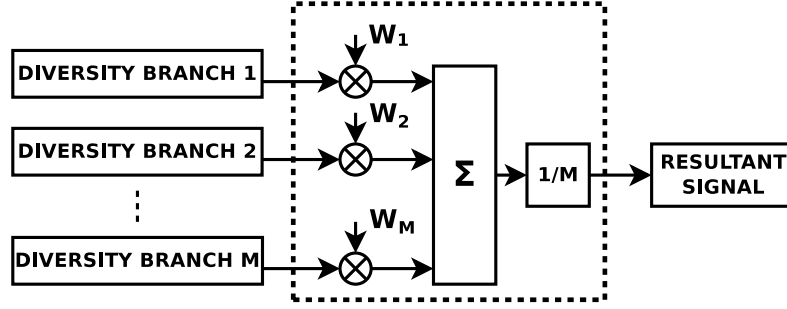 W1
DIVERSITY BRANCH 1
W2
DIVERSITY BRANCH 2
Σ
1/M
RESULTANT
SIGNAL
WM
DIVERSITY BRANCH M